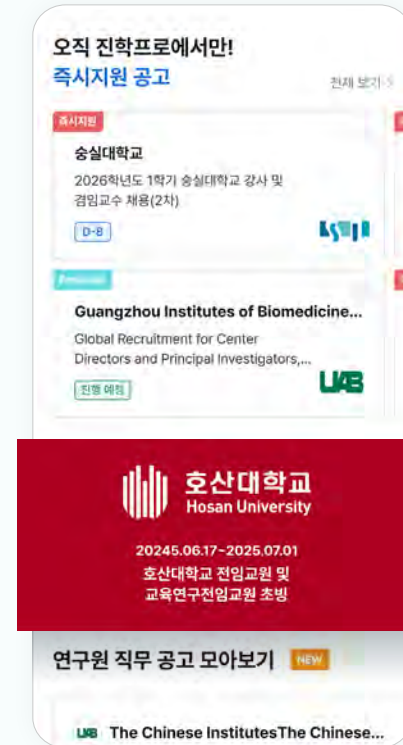 오직 진학프로에서만!
즉시지원 공고
전체 보기
즉시지원
숭실대학교
2026학년도 1학기 숭실대학교 강사 및
겸임교수 채용(2차)
D-8
Guangzhou Institutes of Biomedicine...
Global Recruitment for Center
Directors and Principal Investigators,...
진행 예정
UAB
호산대학교
Hosan University
20245.06.17-2025.07.01
호산대학교 전임교원 및
교육연구전임교원 초빙
연구원 직무 공고 모아보기 NEW
UAB The Chinese InstitutesThe Chinese...